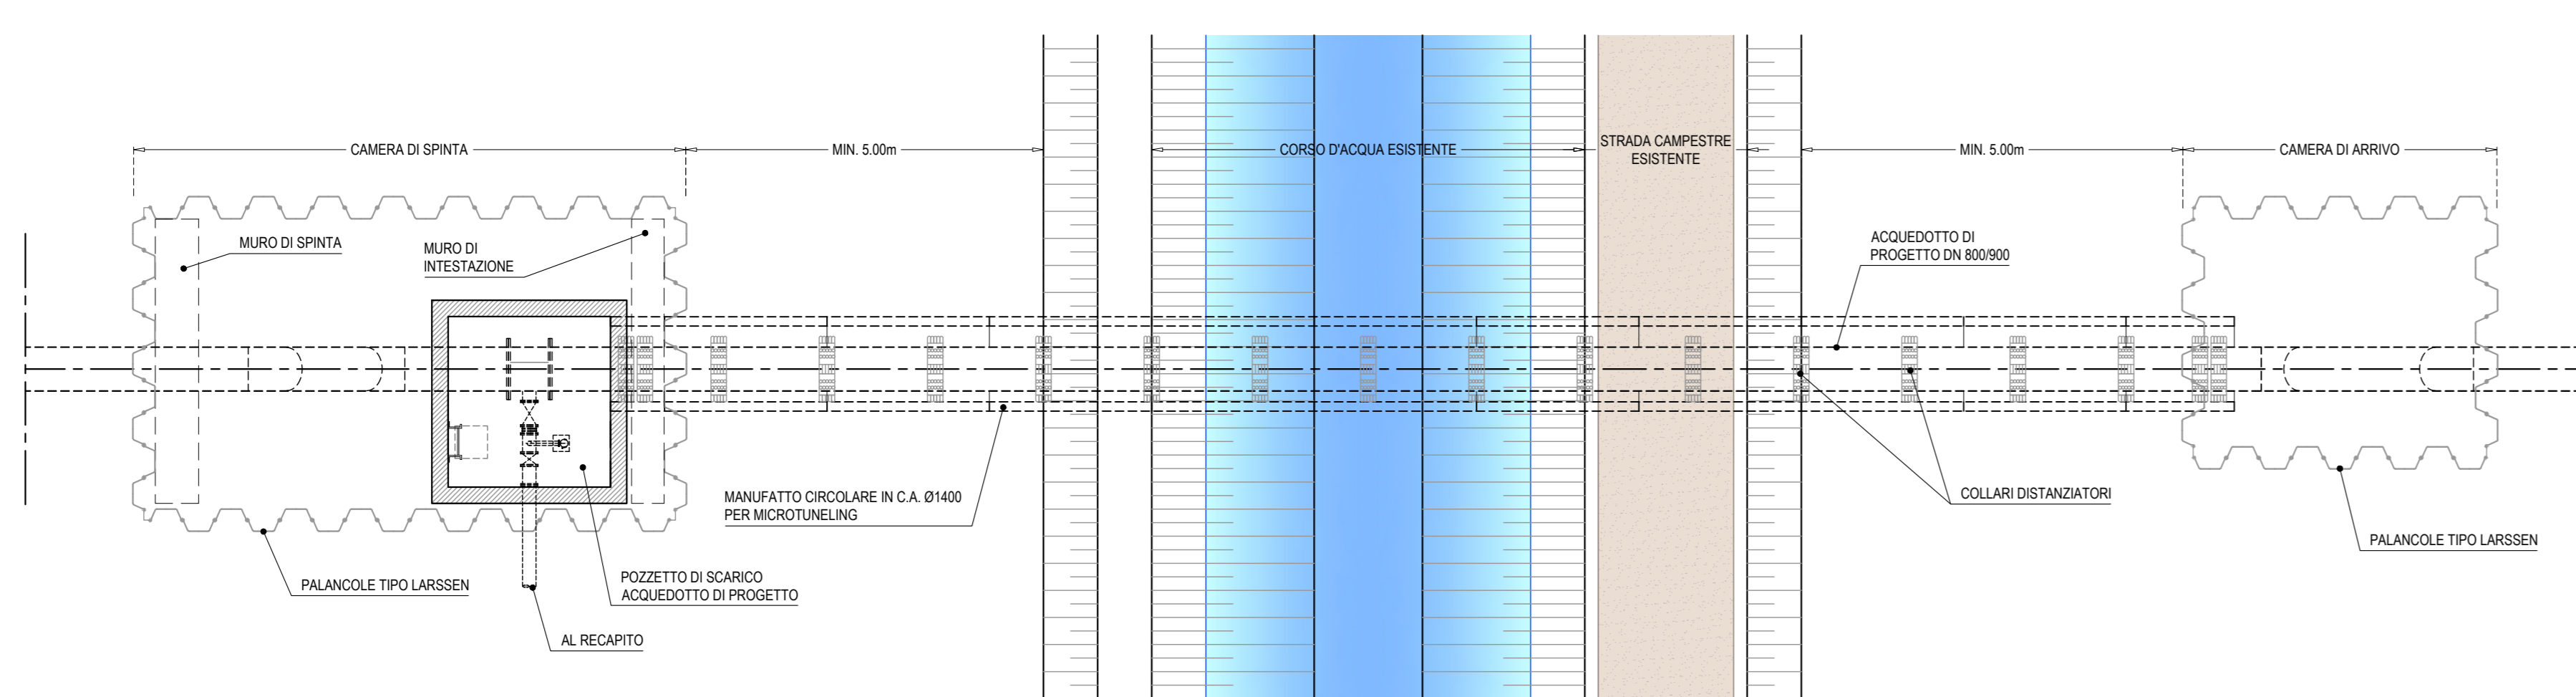 CAMERA DI SPINTA
MIN. 5.00m
CORSO D'ACQUA ESISTENTE
STRADA CAMPESTRE
ESISTENTE
MIN. 5.00m
CAMERA DI ARRIVO
MURO DI SPINTA
MURO DI
INTESTAZIONE
ACQUEDOTTO DI
PROGETTO DN 800/900
MANUFATTO CIRCOLARE IN C.A. Ø1400
PER MICROTUNELING
COLLARI DISTANZIATORI
PALANCOLE TIPO LARSSEN
PALANCOLE TIPO LARSSEN
POZZETTO DI SCARICO
ACQUEDOTTO DI PROGETTO
AL RECAPITO